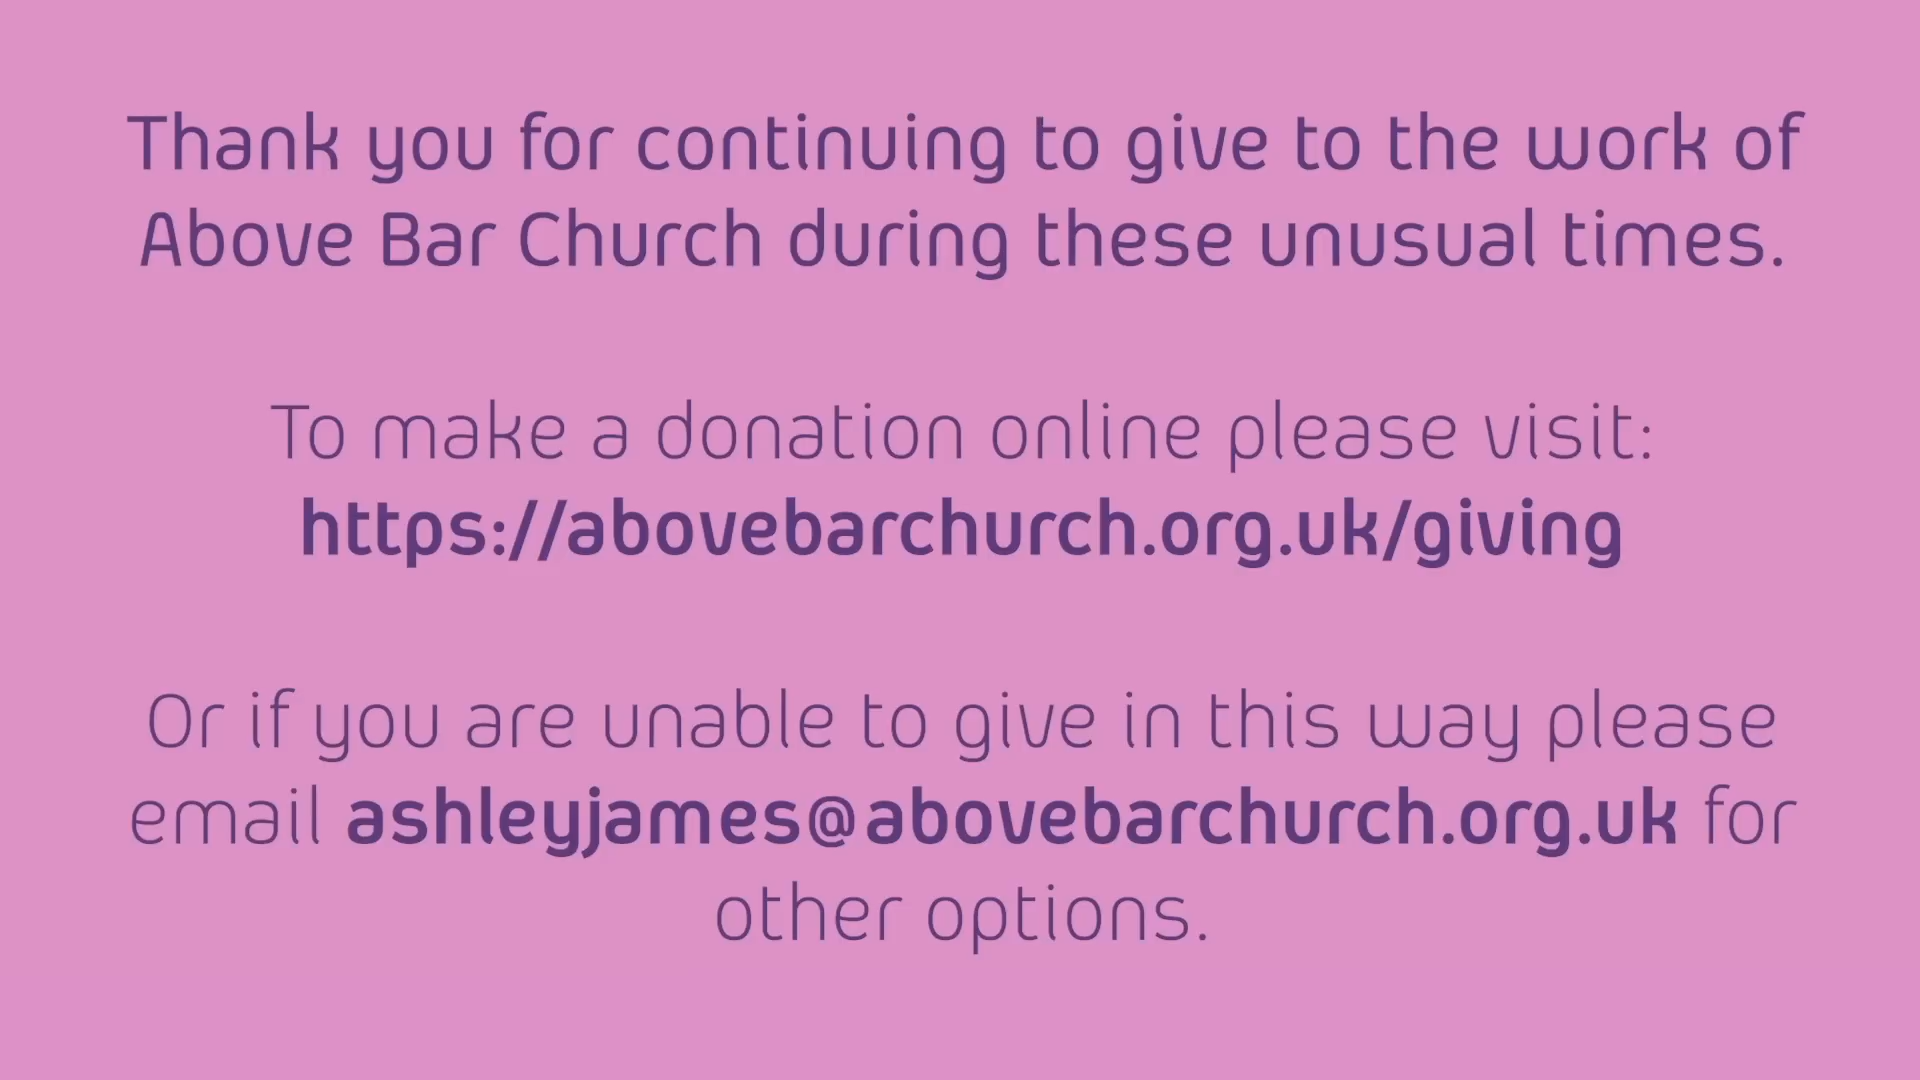 Thank you for continuing to give to the work of
Above Bar Church during these unusual times.
To make a donation online please visit:
https://abovebarchurch.org.uk/giving
Or if you are unable to give in this way please
email ashleyjames@abovebarchurch.org.uk for
other options.